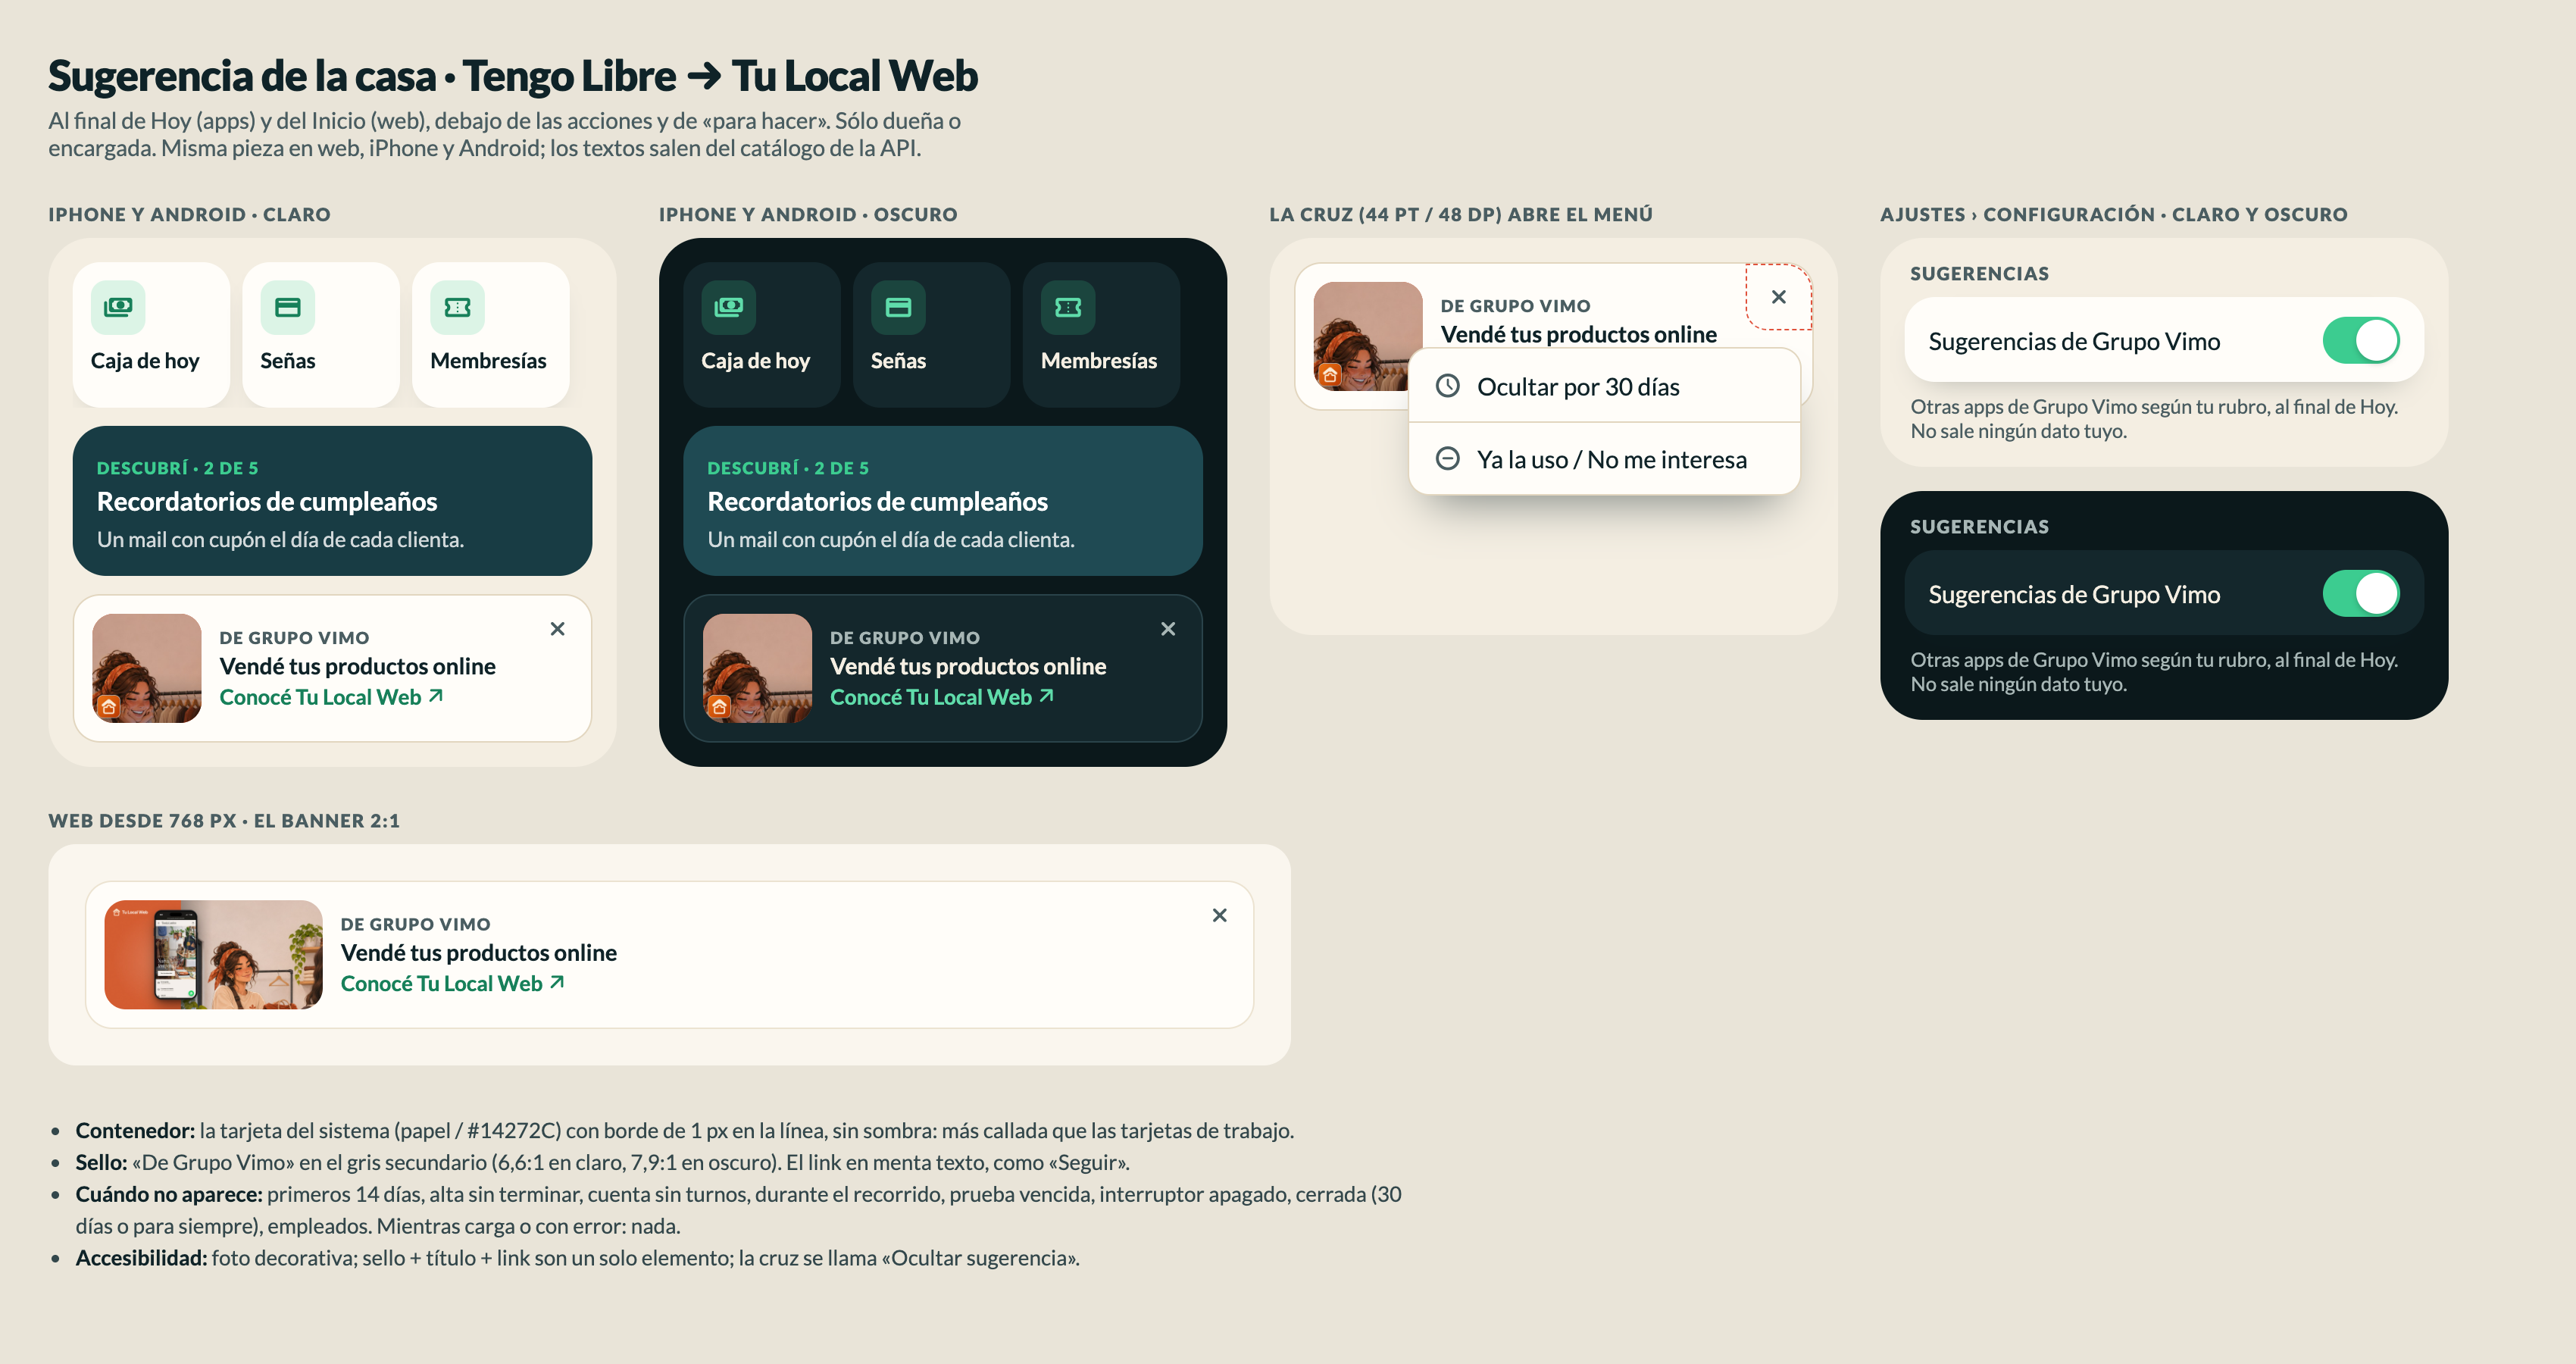 Sugerencia de la casa · Tengo Libre → Tu Local Web
Al final de Hoy (apps) y del Inicio (web), debajo de las acciones y de «para hacer». Sólo dueña o
encargada. Misma pieza en web, iPhone y Android; los textos salen del catálogo de la API.
IPHONE Y ANDROID · CLARO
Caja de hoy
Señas
Membresías
DESCUBRÍ · 2 DE 5
Recordatorios de cumpleaños
Un mail con cupón el día de cada clienta.
DE GRUPO VIMO
Vendé tus productos online
Conocé Tu Local Web ↗
IPHONE Y ANDROID · OSCURO
Caja de hoy
Señas
Membresías
DESCUBRÍ · 2 DE 5
Recordatorios de cumpleaños
Un mail con cupón el día de cada clienta.
DE GRUPO VIMO
Vendé tus productos online
Conocé Tu Local Web ↗
LA CRUZ (44 PT / 48 DP) ABRE EL MENÚ
DE GRUPO VIMO
Vendé tus productos online
Ocultar por 30 días
Ya la uso / No me interesa
AJUSTES › CONFIGURACIÓN · CLARO Y OSCURO
SUGERENCIAS
Sugerencias de Grupo Vimo
Otras apps de Grupo Vimo según tu rubro, al final de Hoy.
No sale ningún dato tuyo.
SUGERENCIAS
Sugerencias de Grupo Vimo
Otras apps de Grupo Vimo según tu rubro, al final de Hoy.
No sale ningún dato tuyo.
WEB DESDE 768 PX · EL BANNER 2:1
Tu Local Web
DE GRUPO VIMO
Vendé tus productos online
Conocé Tu Local Web ↗
• Contenedor: la tarjeta del sistema (papel / #14272C) con borde de 1 px en la línea, sin sombra: más callada que las tarjetas de trabajo.
• Sello: «De Grupo Vimo» en el gris secundario (6,6:1 en claro, 7,9:1 en oscuro). El link en menta texto, como «Seguir».
• Cuándo no aparece: primeros 14 días, alta sin terminar, cuenta sin turnos, durante el recorrido, prueba vencida, interruptor apagado, cerrada (30
días o para siempre), empleados. Mientras carga o con error: nada.
• Accesibilidad: foto decorativa; sello + título + link son un solo elemento; la cruz se llama «Ocultar sugerencia».